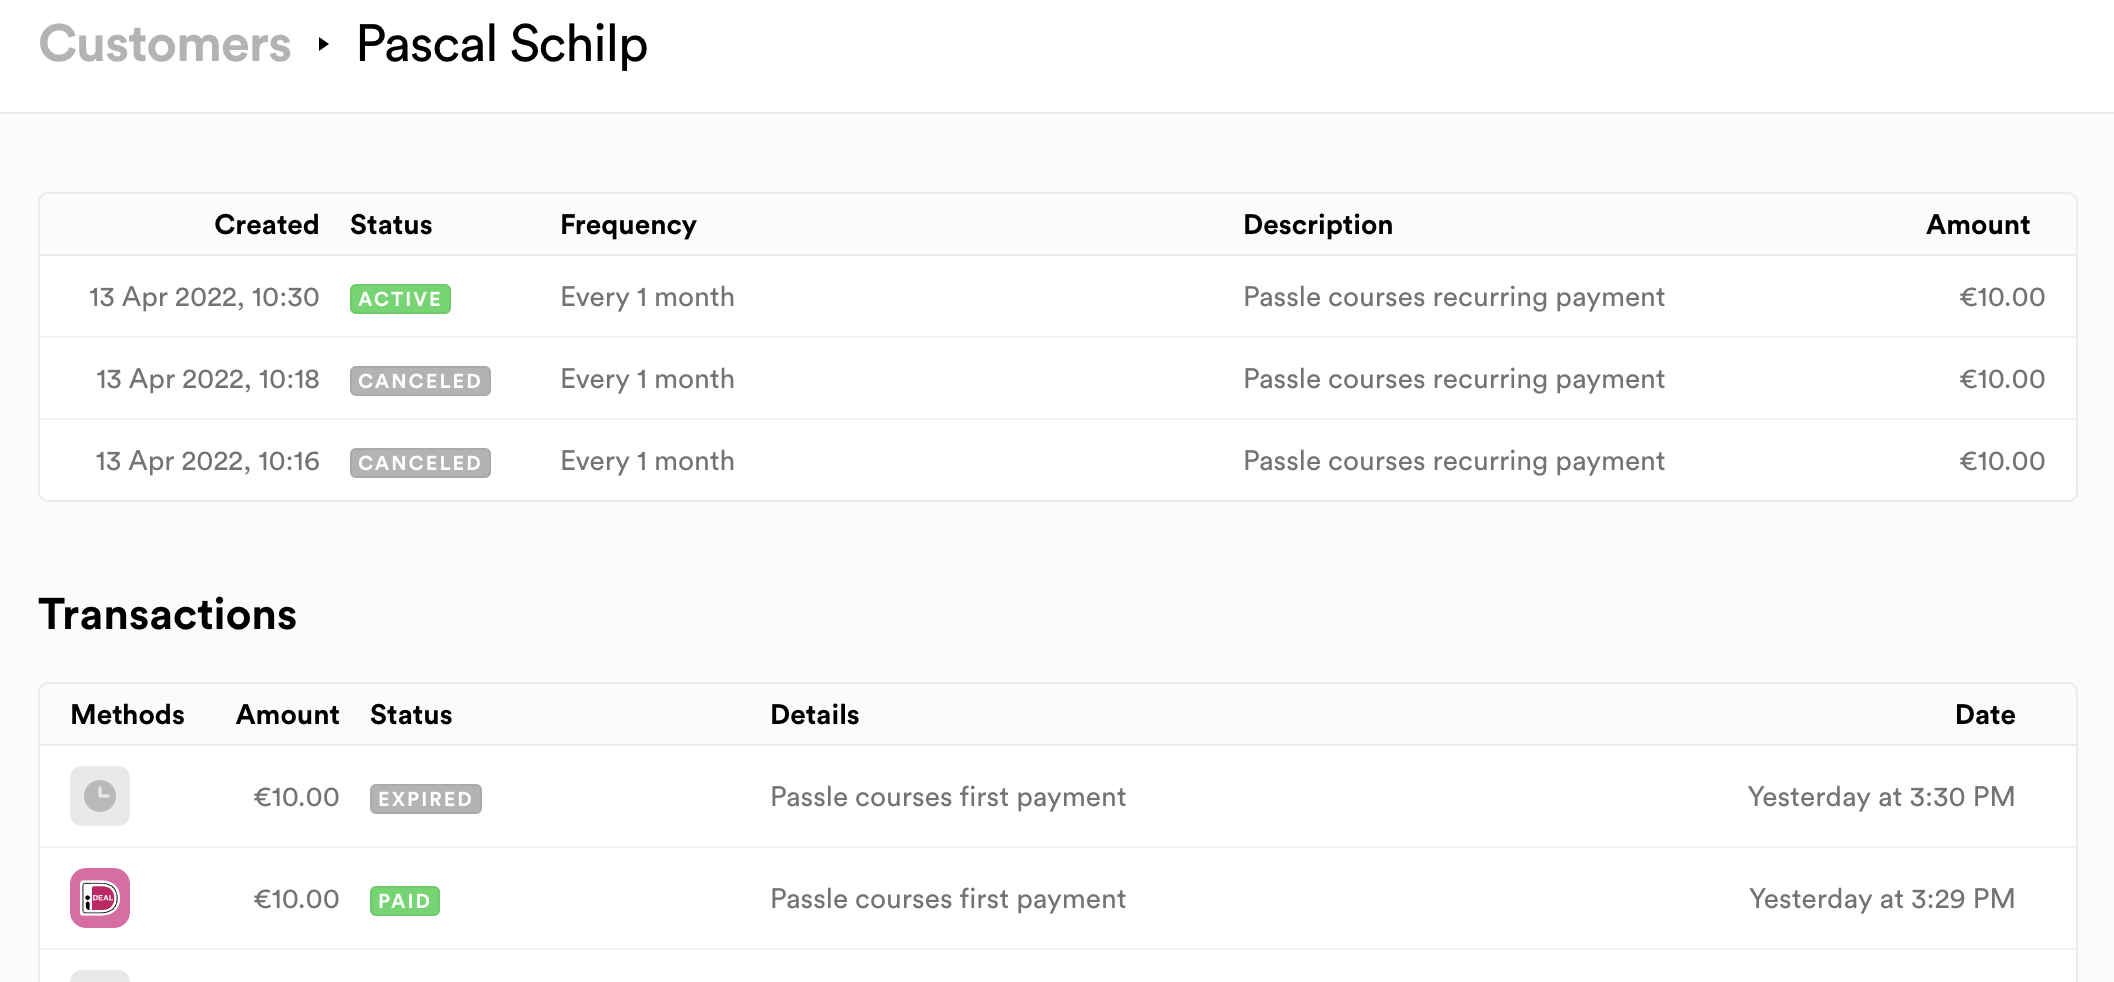 Customers ▸ Pascal Schilp
Created Status Frequency Description Amount
13 Apr 2022, 10:30 ACTIVE Every 1 month Passle courses recurring payment €10.00
13 Apr 2022, 10:18 CANCELED Every 1 month Passle courses recurring payment €10.00
13 Apr 2022, 10:16 CANCELED Every 1 month Passle courses recurring payment €10.00
Transactions
Methods Amount Status Details Date
€10.00 EXPIRED Passle courses first payment Yesterday at 3:30 PM
iDEAL €10.00 PAID Passle courses first payment Yesterday at 3:29 PM